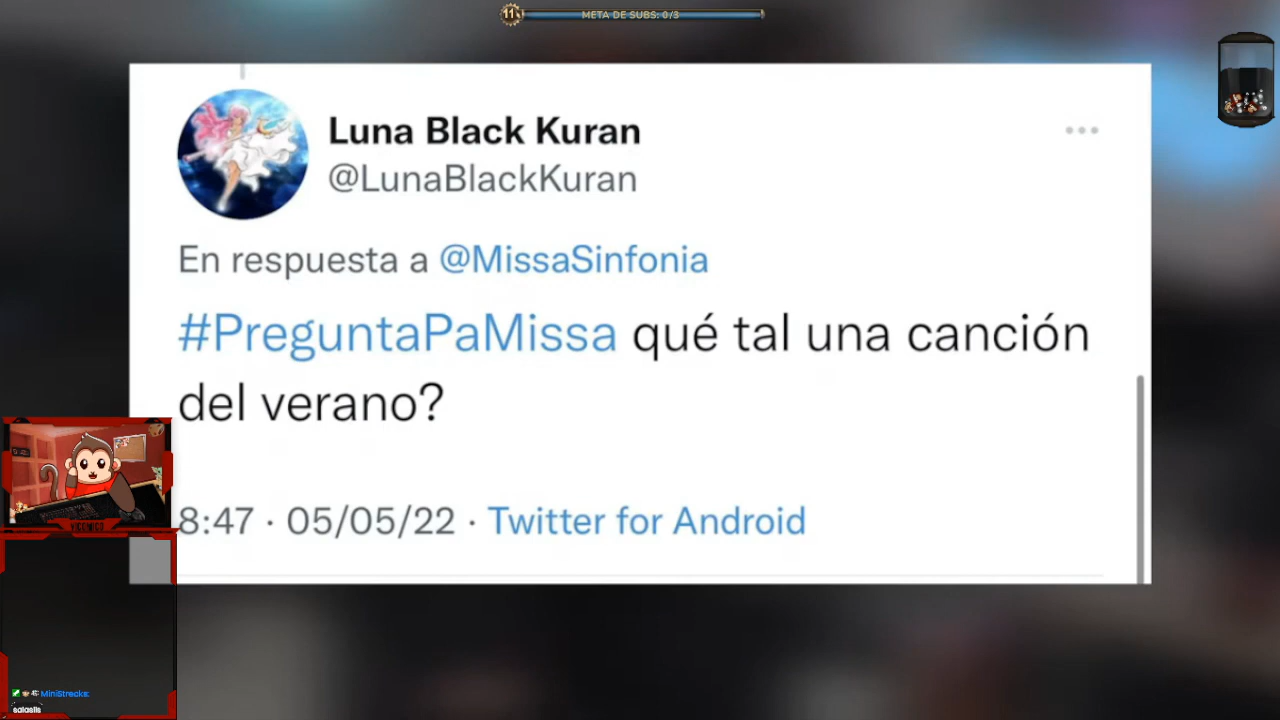 META DE SUBS: 0/3
Luna Black Kuran
@LunaBlackKuran
En respuesta a @MissaSinfonia
#PreguntaPaMissa qué tal una canción
del verano?
8:47 · 05/05/22 · Twitter for Android
MiniStreaks: